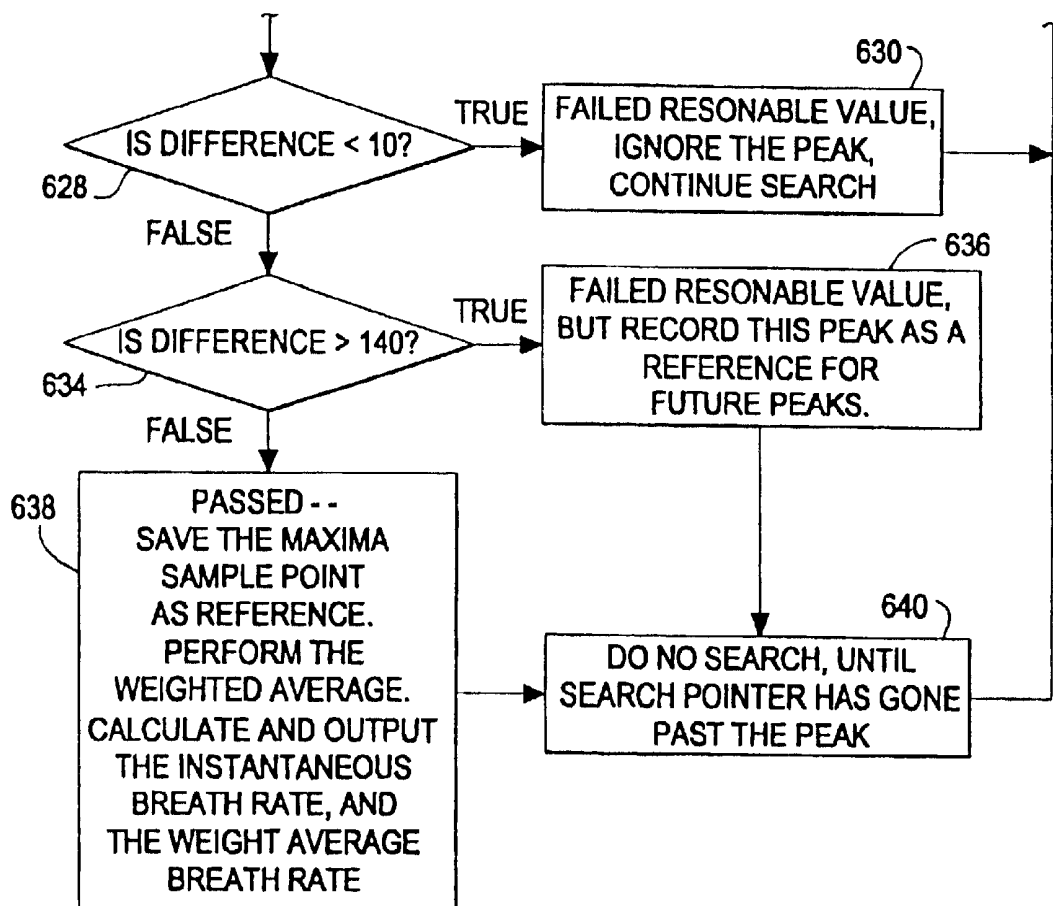 630
IS DIFFERENCE < 10?
TRUE
FAILED RESONABLE VALUE,
IGNORE THE PEAK,
CONTINUE SEARCH
628
FALSE
636
IS DIFFERENCE > 140?
TRUE
FAILED RESONABLE VALUE,
BUT RECORD THIS PEAK AS A
REFERENCE FOR
FUTURE PEAKS.
634
FALSE
638
PASSED - -
SAVE THE MAXIMA
SAMPLE POINT
AS REFERENCE.
PERFORM THE
WEIGHTED AVERAGE.
CALCULATE AND OUTPUT
THE INSTANTANEOUS
BREATH RATE, AND
THE WEIGHT AVERAGE
BREATH RATE
640
DO NO SEARCH, UNTIL
SEARCH POINTER HAS GONE
PAST THE PEAK